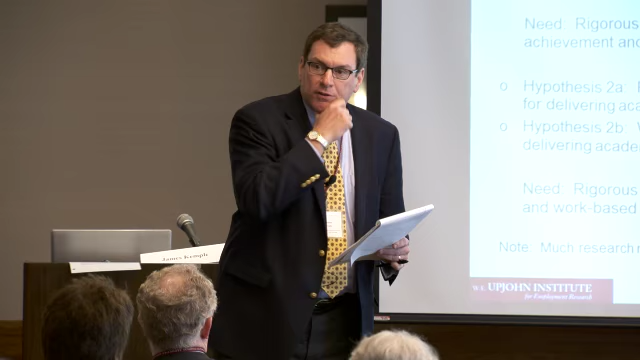 Need: Rigorous
achievement and
o Hypothesis 2a:
for delivering aca
o Hypothesis 2b:
delivering acade
Need: Rigorous
and work-based
Note: Much research
W.E. UPJOHN INSTITUTE
for Employment Research
James Kemple